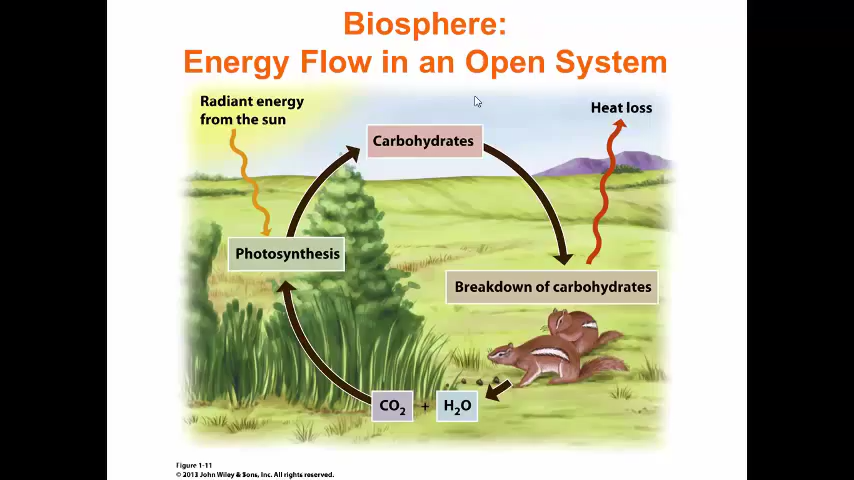 Biosphere:
Energy Flow in an Open System
Radiant energy
from the sun
Heat loss
Carbohydrates
Photosynthesis
Breakdown of carbohydrates
CO₂ + H₂O
Figure 1-11
© 2013 John Wiley & Sons, Inc. All rights reserved.